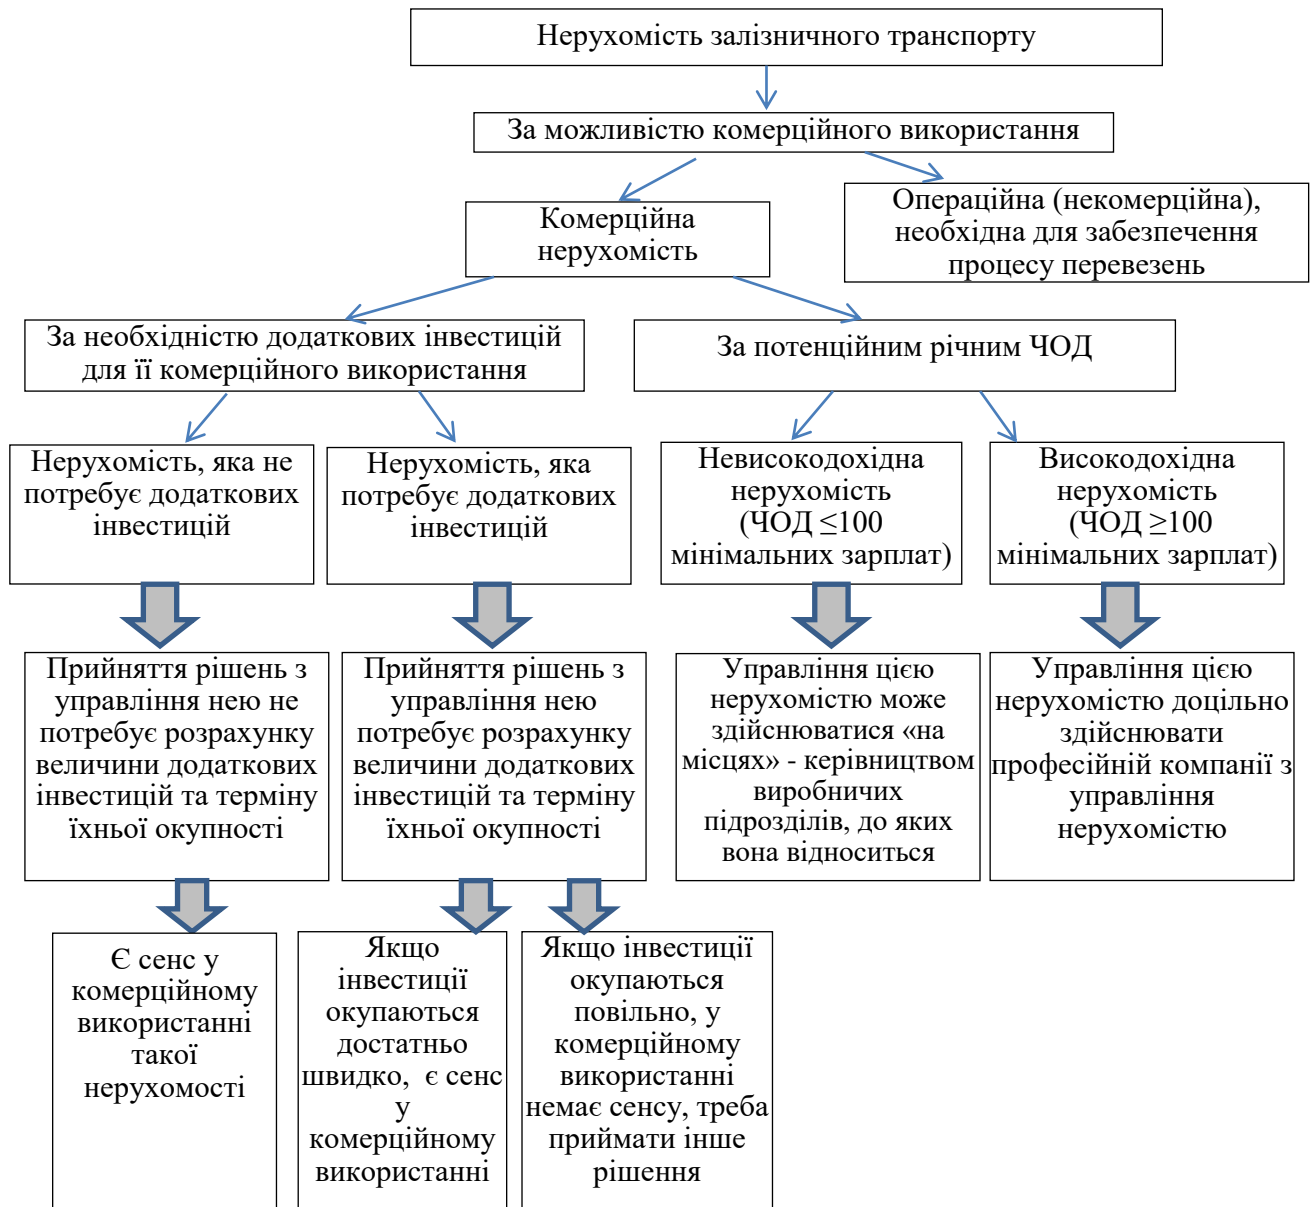 Нерухомість залізничного транспорту
За можливістю комерційного використання
Комерційна
нерухомість
Операційна (некомерційна),
необхідна для забезпечення
процесу перевезень
За необхідністю додаткових інвестицій
для її комерційного використання
За потенційним річним ЧОД
Нерухомість, яка не
потребує додаткових
інвестицій
Нерухомість, яка
потребує додаткових
інвестицій
Невисокодохідна
нерухомість
(ЧОД ≤100
мінімальних зарплат)
Високодохідна
нерухомість
(ЧОД ≥100
мінімальних зарплат)
Прийняття рішень з
управління нею не
потребує розрахунку
величини додаткових
інвестицій та терміну
їхньої окупності
Прийняття рішень з
управління нею
потребує розрахунку
величини додаткових
інвестицій та терміну
їхньої окупності
Управління цією
нерухомістю може
здійснюватися «на
місцях» - керівництвом
виробничих
підрозділів, до яких
вона відноситься
Управління цією
нерухомістю доцільно
здійснювати
професійній компанії з
управління
нерухомістю
Є сенс у
комерційному
використанні
такої
нерухомості
Якщо
інвестиції
окупаються
достатньо
швидко, є сенс
у
комерційному
використанні
Якщо інвестиції
окупаються
повільно, у
комерційному
використанні
немає сенсу, треба
приймати інше
рішення